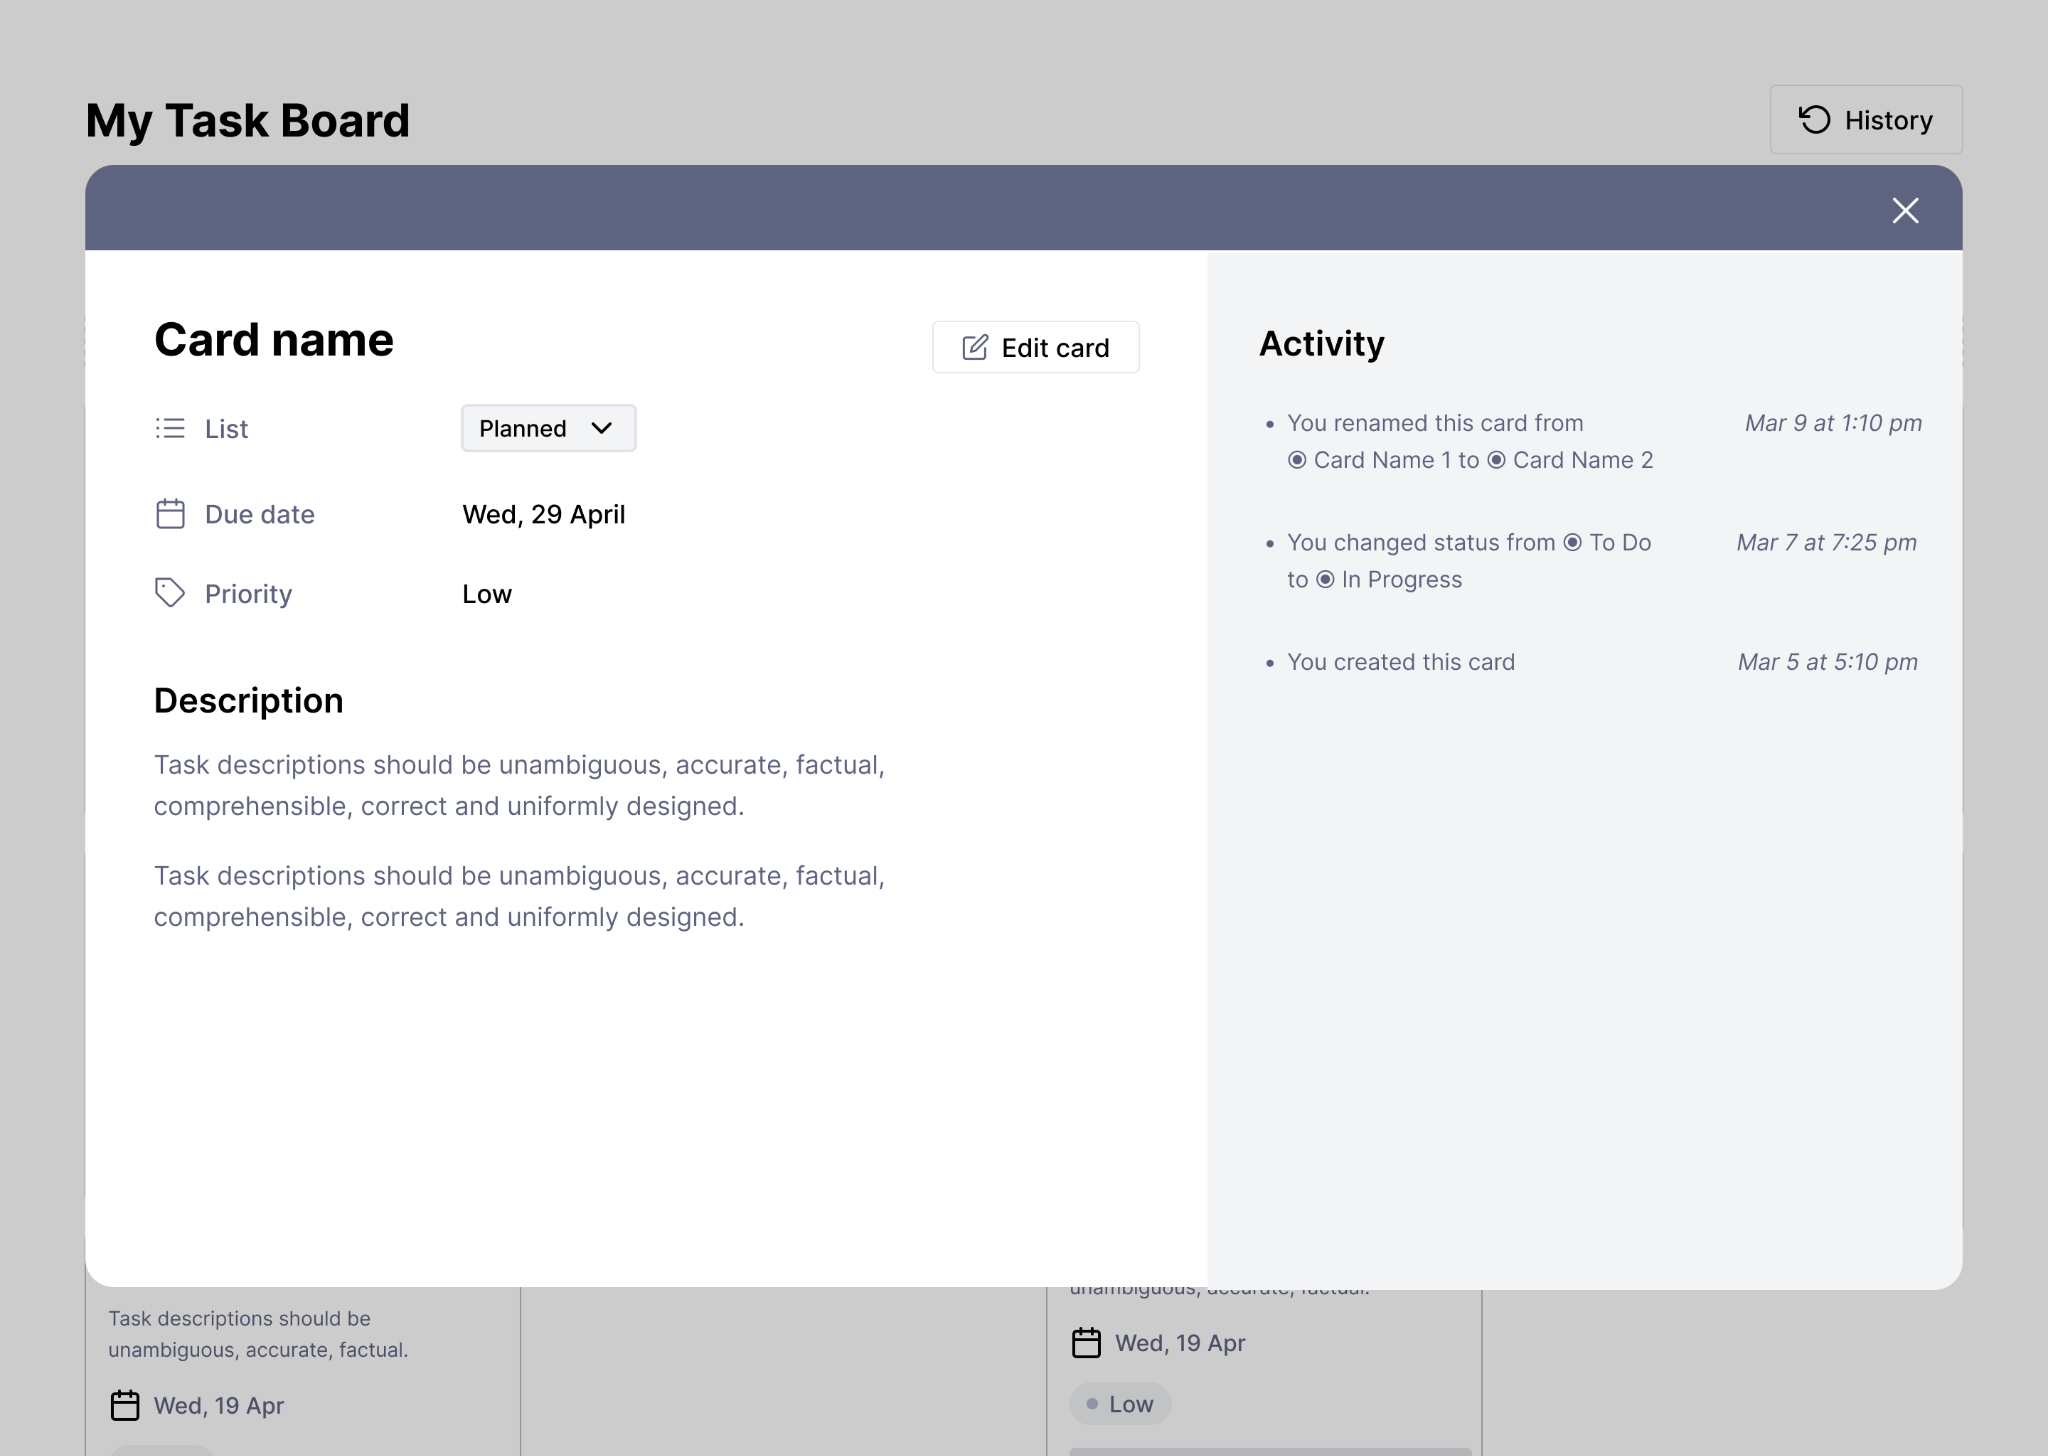 My Task Board
History
Card name
Edit card
List
Planned
Due date
Wed, 29 April
Priority
Low
Description
Task descriptions should be unambiguous, accurate, factual,
comprehensible, correct and uniformly designed.
Task descriptions should be unambiguous, accurate, factual,
comprehensible, correct and uniformly designed.
Activity
• You renamed this card from
Card Name 1 to Card Name 2
Mar 9 at 1:10 pm
• You changed status from To Do
to In Progress
Mar 7 at 7:25 pm
• You created this card
Mar 5 at 5:10 pm
Task descriptions should be
unambiguous, accurate, factual.
Wed, 19 Apr
unambiguous, accurate, factual.
Wed, 19 Apr
Low